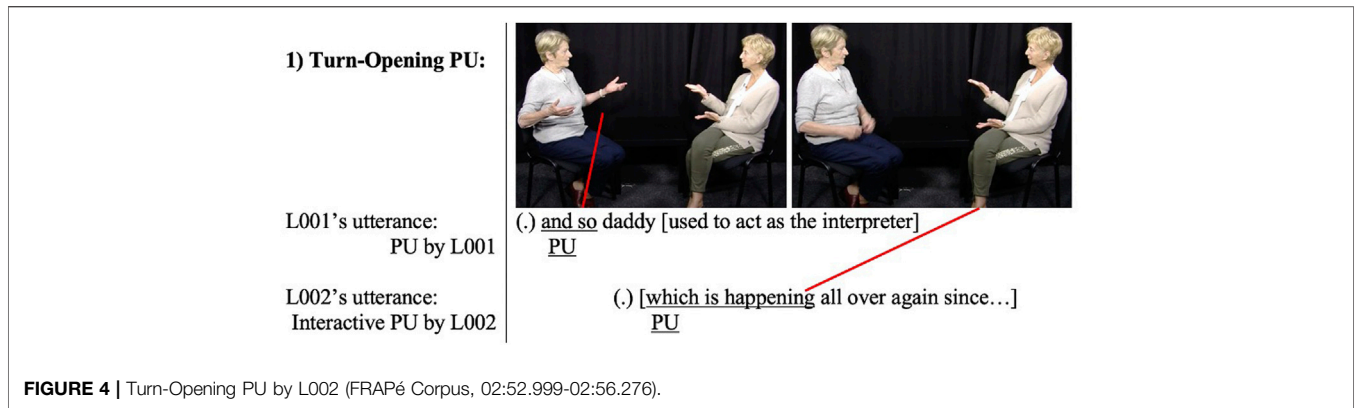 1) Turn-Opening PU:
L001's utterance: (.) and so daddy [used to act as the interpreter]
PU by L001 PU
L002's utterance: (.) [which is happening all over again since…]
Interactive PU by L002 PU
FIGURE 4 | Turn-Opening PU by L002 (FRAPé Corpus, 02:52.999-02:56.276).